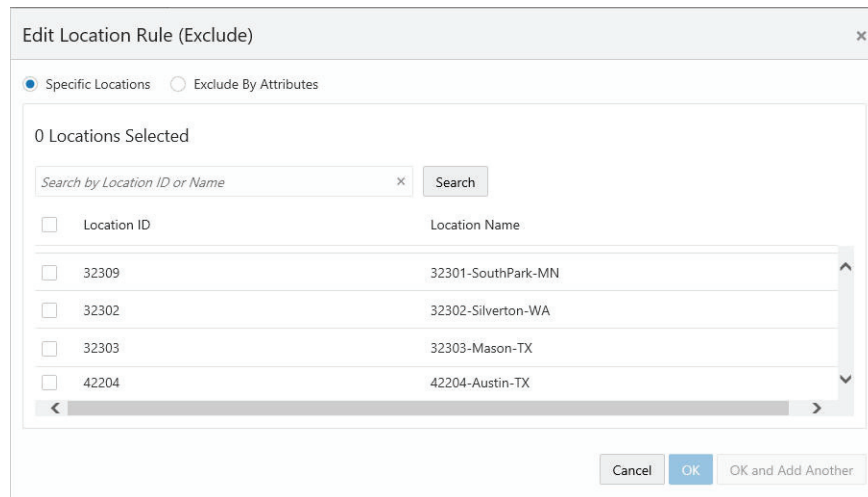 Edit Location Rule (Exclude)
Specific Locations Exclude By Attributes
0 Locations Selected
Search by Location ID or Name × Search
Location ID Location Name
32309 32301-SouthPark-MN
32302 32302-Silverton-WA
32303 32303-Mason-TX
42204 42204-Austin-TX
Cancel OK OK and Add Another